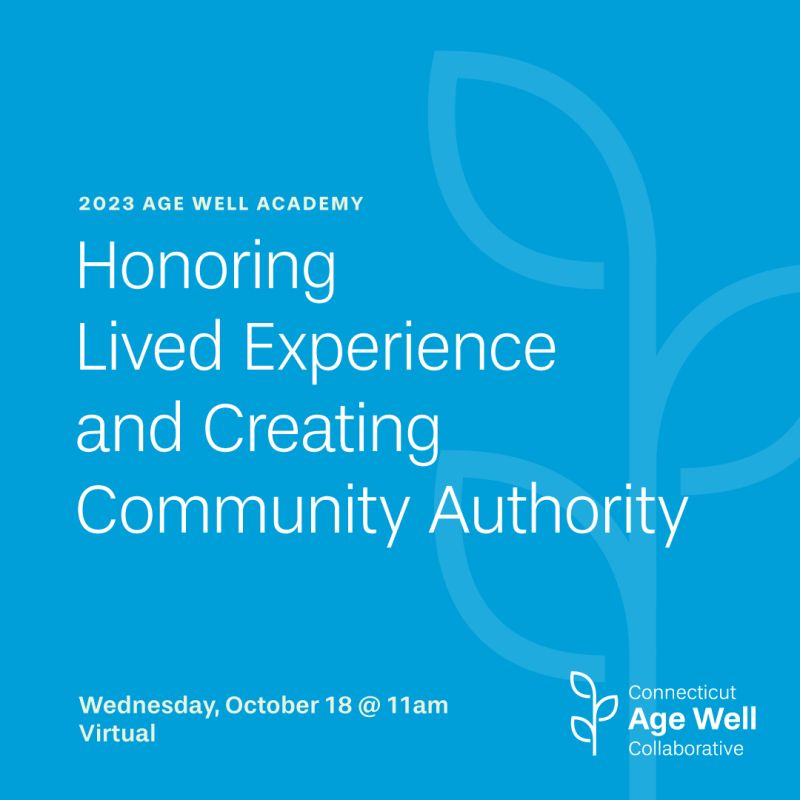 2023 AGE WELL ACADEMY
Honoring
Lived Experience
and Creating
Community Authority
Wednesday, October 18 @ 11am
Virtual
Connecticut
Age Well
Collaborative